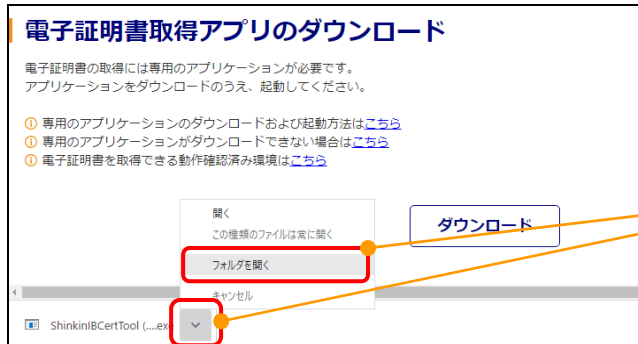 電子証明書取得アプリのダウンロード
電子証明書の取得には専用のアプリケーションが必要です。
アプリケーションをダウンロードのうえ、起動してください。
専用のアプリケーションのダウンロードおよび起動方法はこちら
専用のアプリケーションがダウンロードできない場合はこちら
電子証明書を取得できる動作確認済み環境はこちら
開く
この種類のファイルは常に開く
フォルダを開く
キャンセル
ダウンロード
ShinkinIBCertTool (....exe